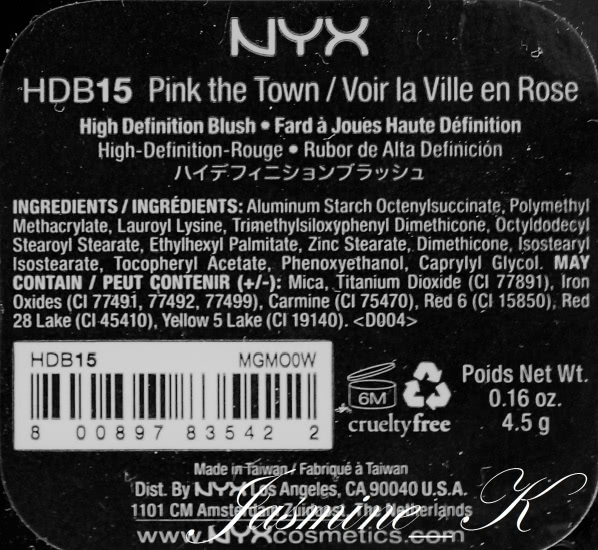 NYX
HDB15 Pink the Town / Voir la Ville en Rose
High Definition Blush • Fard à Joues Haute Définition
High-Definition-Rouge • Rubor de Alta Definición
ハイデフィニションブラッシュ
INGREDIENTS / INGRÉDIENTS: Aluminum Starch Octenylsuccinate, Polymethyl
Methacrylate, Lauroyl Lysine, Trimethylsiloxyphenyl Dimethicone, Octyldodecyl
Stearoyl Stearate, Ethylhexyl Palmitate, Zinc Stearate, Dimethicone, Isostearyl
Isostearate, Tocopheryl Acetate, Phenoxyethanol, Caprylyl Glycol. MAY
CONTAIN / PEUT CONTENIR (+/-): Mica, Titanium Dioxide (CI 77891), Iron
Oxides (CI 77491, 77492, 77499), Carmine (CI 75470), Red 6 (CI 15850), Red
28 Lake (CI 45410), Yellow 5 Lake (CI 19140). <D004>
HDB15 MGMO0W
8 00897 83542 2
6M
crueltyfree
Poids Net Wt.
0.16 oz.
4.5 g
Made in Taiwan / Fabriqué à Taiwan
Dist. By NYX Los Angeles, CA 90040 U.S.A.
1101 CM Amsterdam Zuidoost, The Netherlands
www.NYXcosmetics.com
Jasmine K